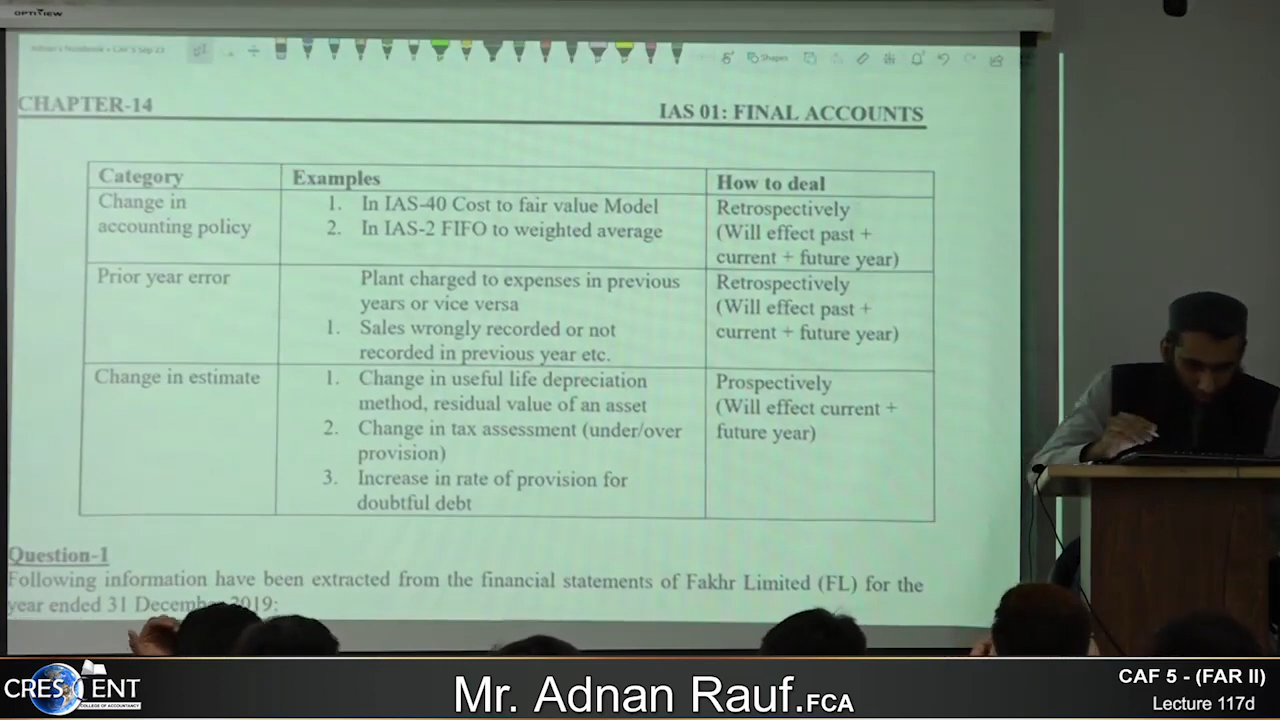 OPTIVIEW
Shapes
CHAPTER-14
IAS 01: FINAL ACCOUNTS
Category Examples How to deal
Change in accounting policy
1. In IAS-40 Cost to fair value Model
2. In IAS-2 FIFO to weighted average
Retrospectively
(Will effect past +
current + future year)
Prior year error
Plant charged to expenses in previous
years or vice versa
1. Sales wrongly recorded or not
recorded in previous year etc.
Retrospectively
(Will effect past +
current + future year)
Change in estimate
1. Change in useful life depreciation
method, residual value of an asset
2. Change in tax assessment (under/over
provision)
3. Increase in rate of provision for
doubtful debt
Prospectively
(Will effect current +
future year)
Question-1
Following information have been extracted from the financial statements of Fakhr Limited (FL) for the
year ended 31 December 2019:
CRESCENT
COLLEGE OF ACCOUNTANCY
Mr. Adnan Rauf.FCA
CAF 5 - (FAR II)
Lecture 117d